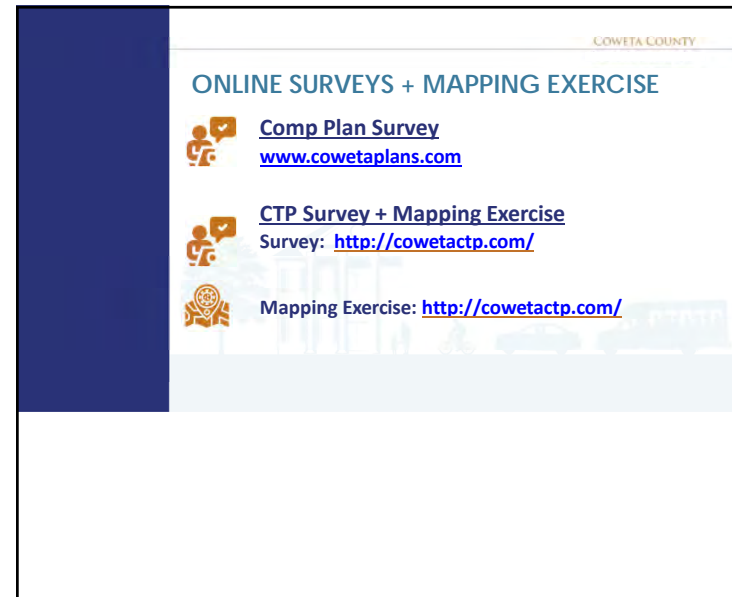 COWETA COUNTY
ONLINE SURVEYS + MAPPING EXERCISE
Comp Plan Survey
www.cowetaplans.com
CTP Survey + Mapping Exercise
Survey: http://cowetactp.com/
Mapping Exercise: http://cowetactp.com/